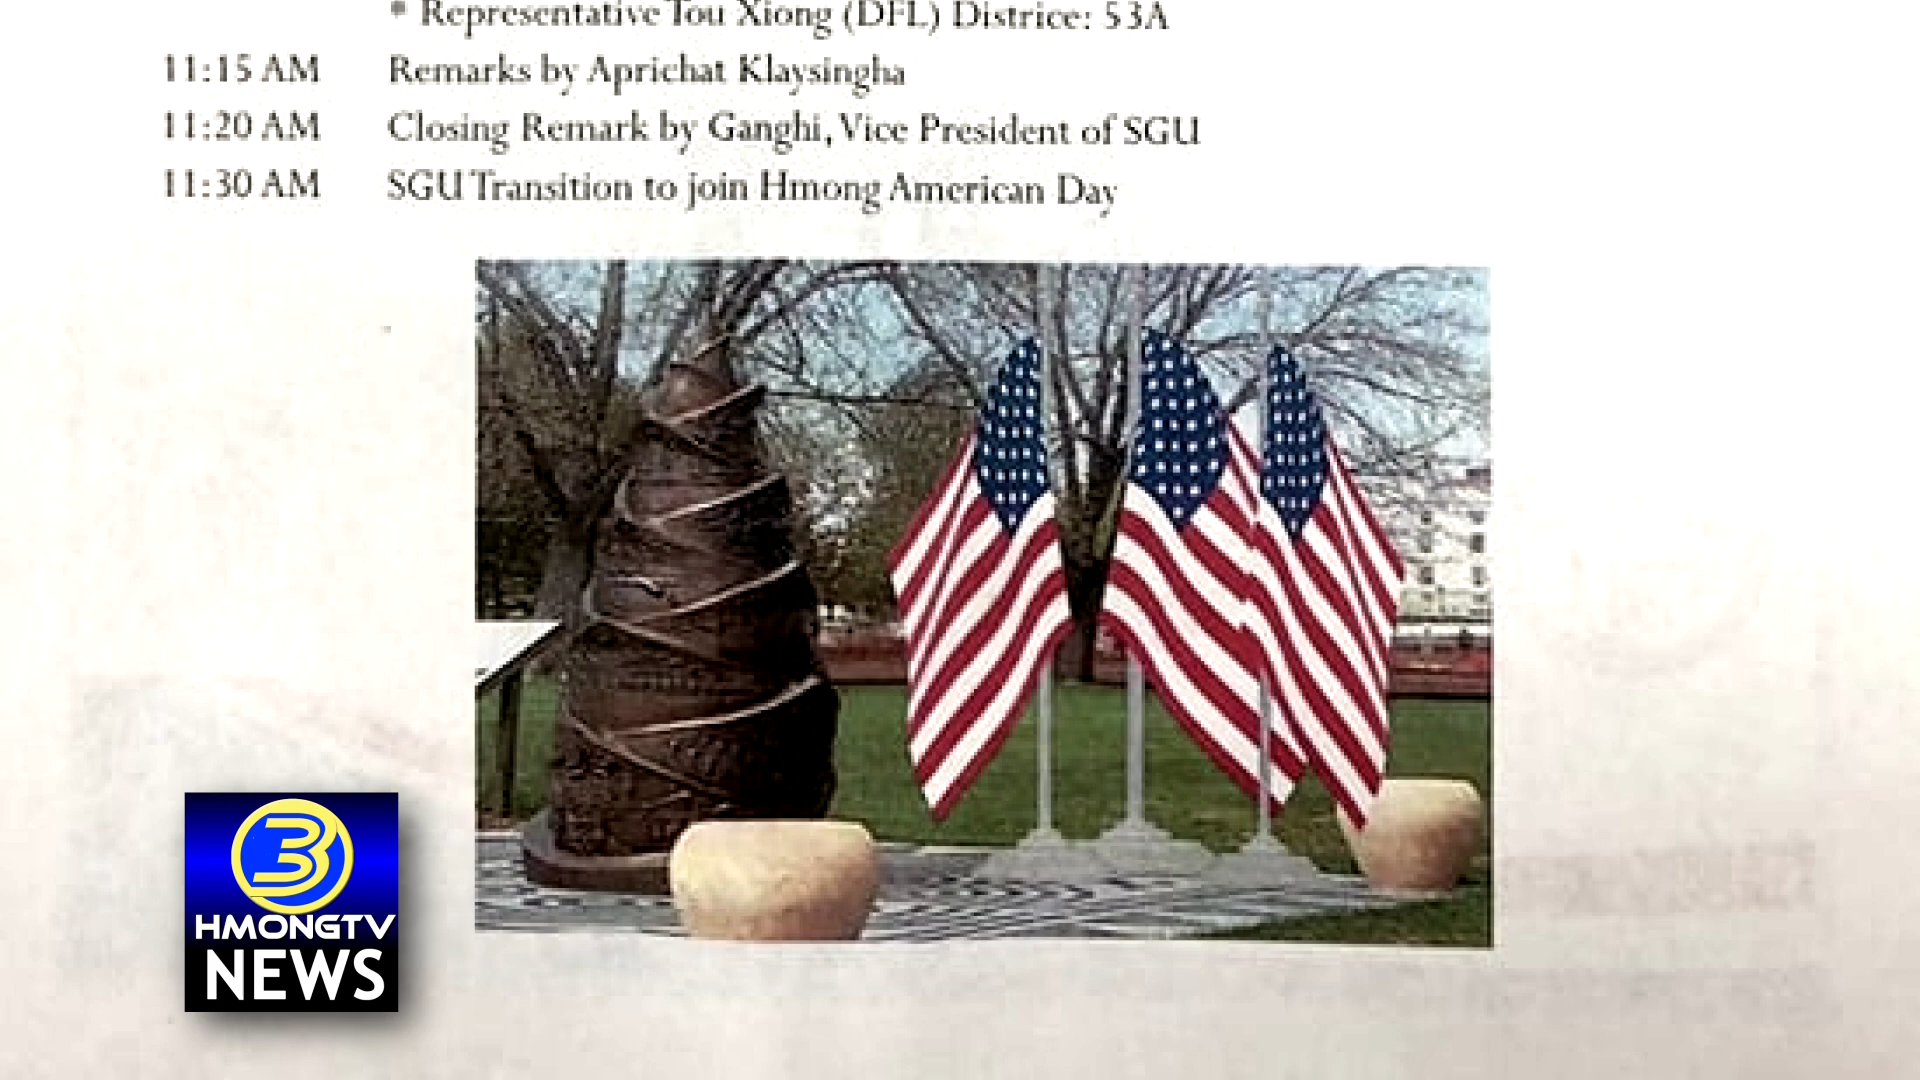 * Representative Tou Xiong (DFL) Districe: 53A
11:15 AM Remarks by Aprichat Klaysingha
11:20 AM Closing Remark by Ganghi, Vice President of SGU
11:30 AM SGU Transition to join Hmong American Day
3
HMONGTV
NEWS